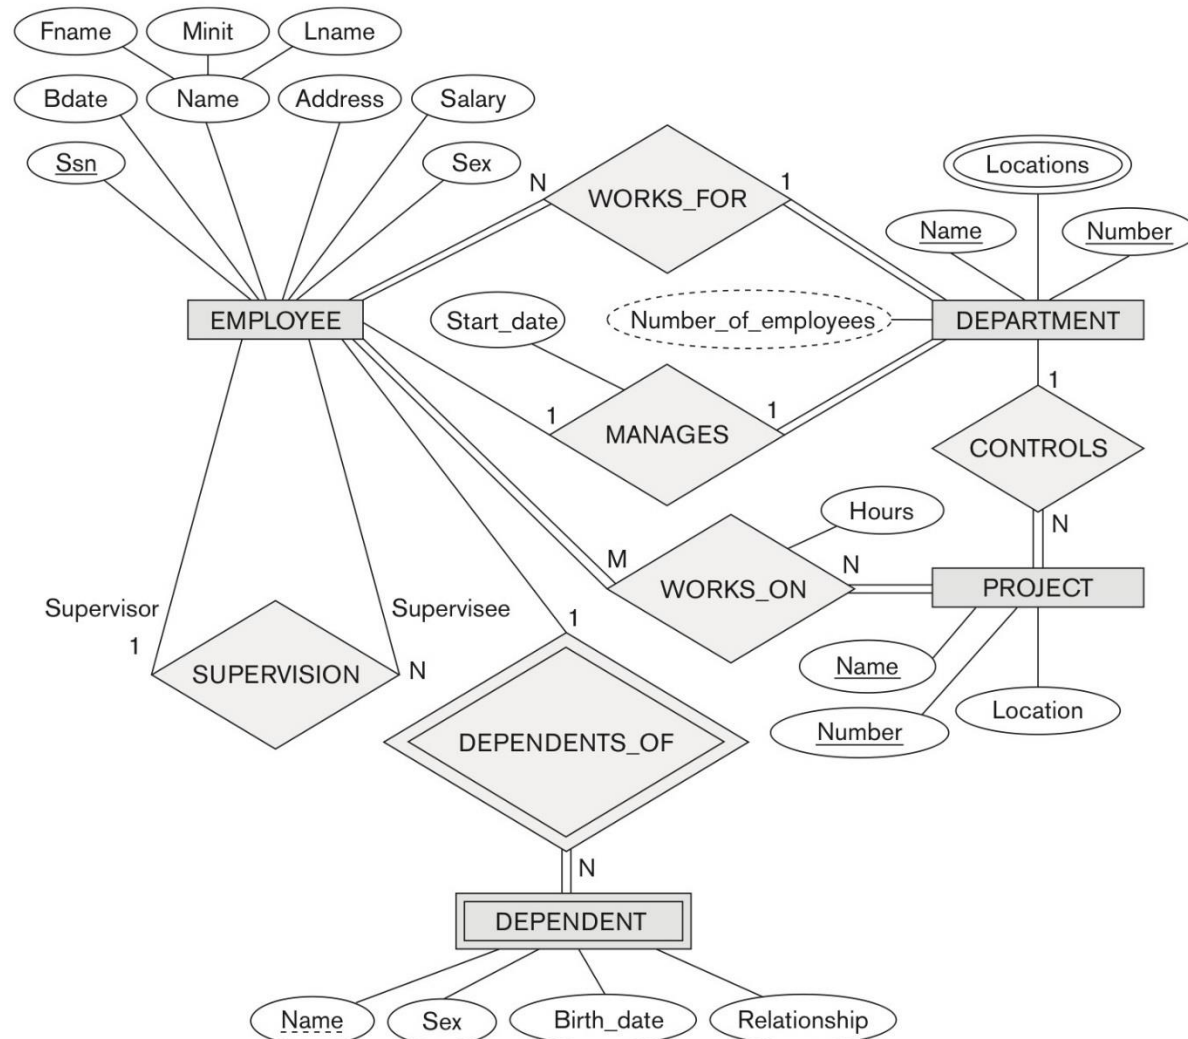 Fname
Minit
Lname
Bdate
Name
Address
Salary
Ssn
Sex
N
WORKS_FOR
1
Locations
Name
Number
EMPLOYEE
Start_date
Number_of_employees
DEPARTMENT
1
MANAGES
1
1
CONTROLS
N
Hours
M
WORKS_ON
N
PROJECT
Supervisor
1
Supervisee
SUPERVISION
N
1
Name
Number
Location
DEPENDENTS_OF
N
DEPENDENT
Name
Sex
Birth_date
Relationship